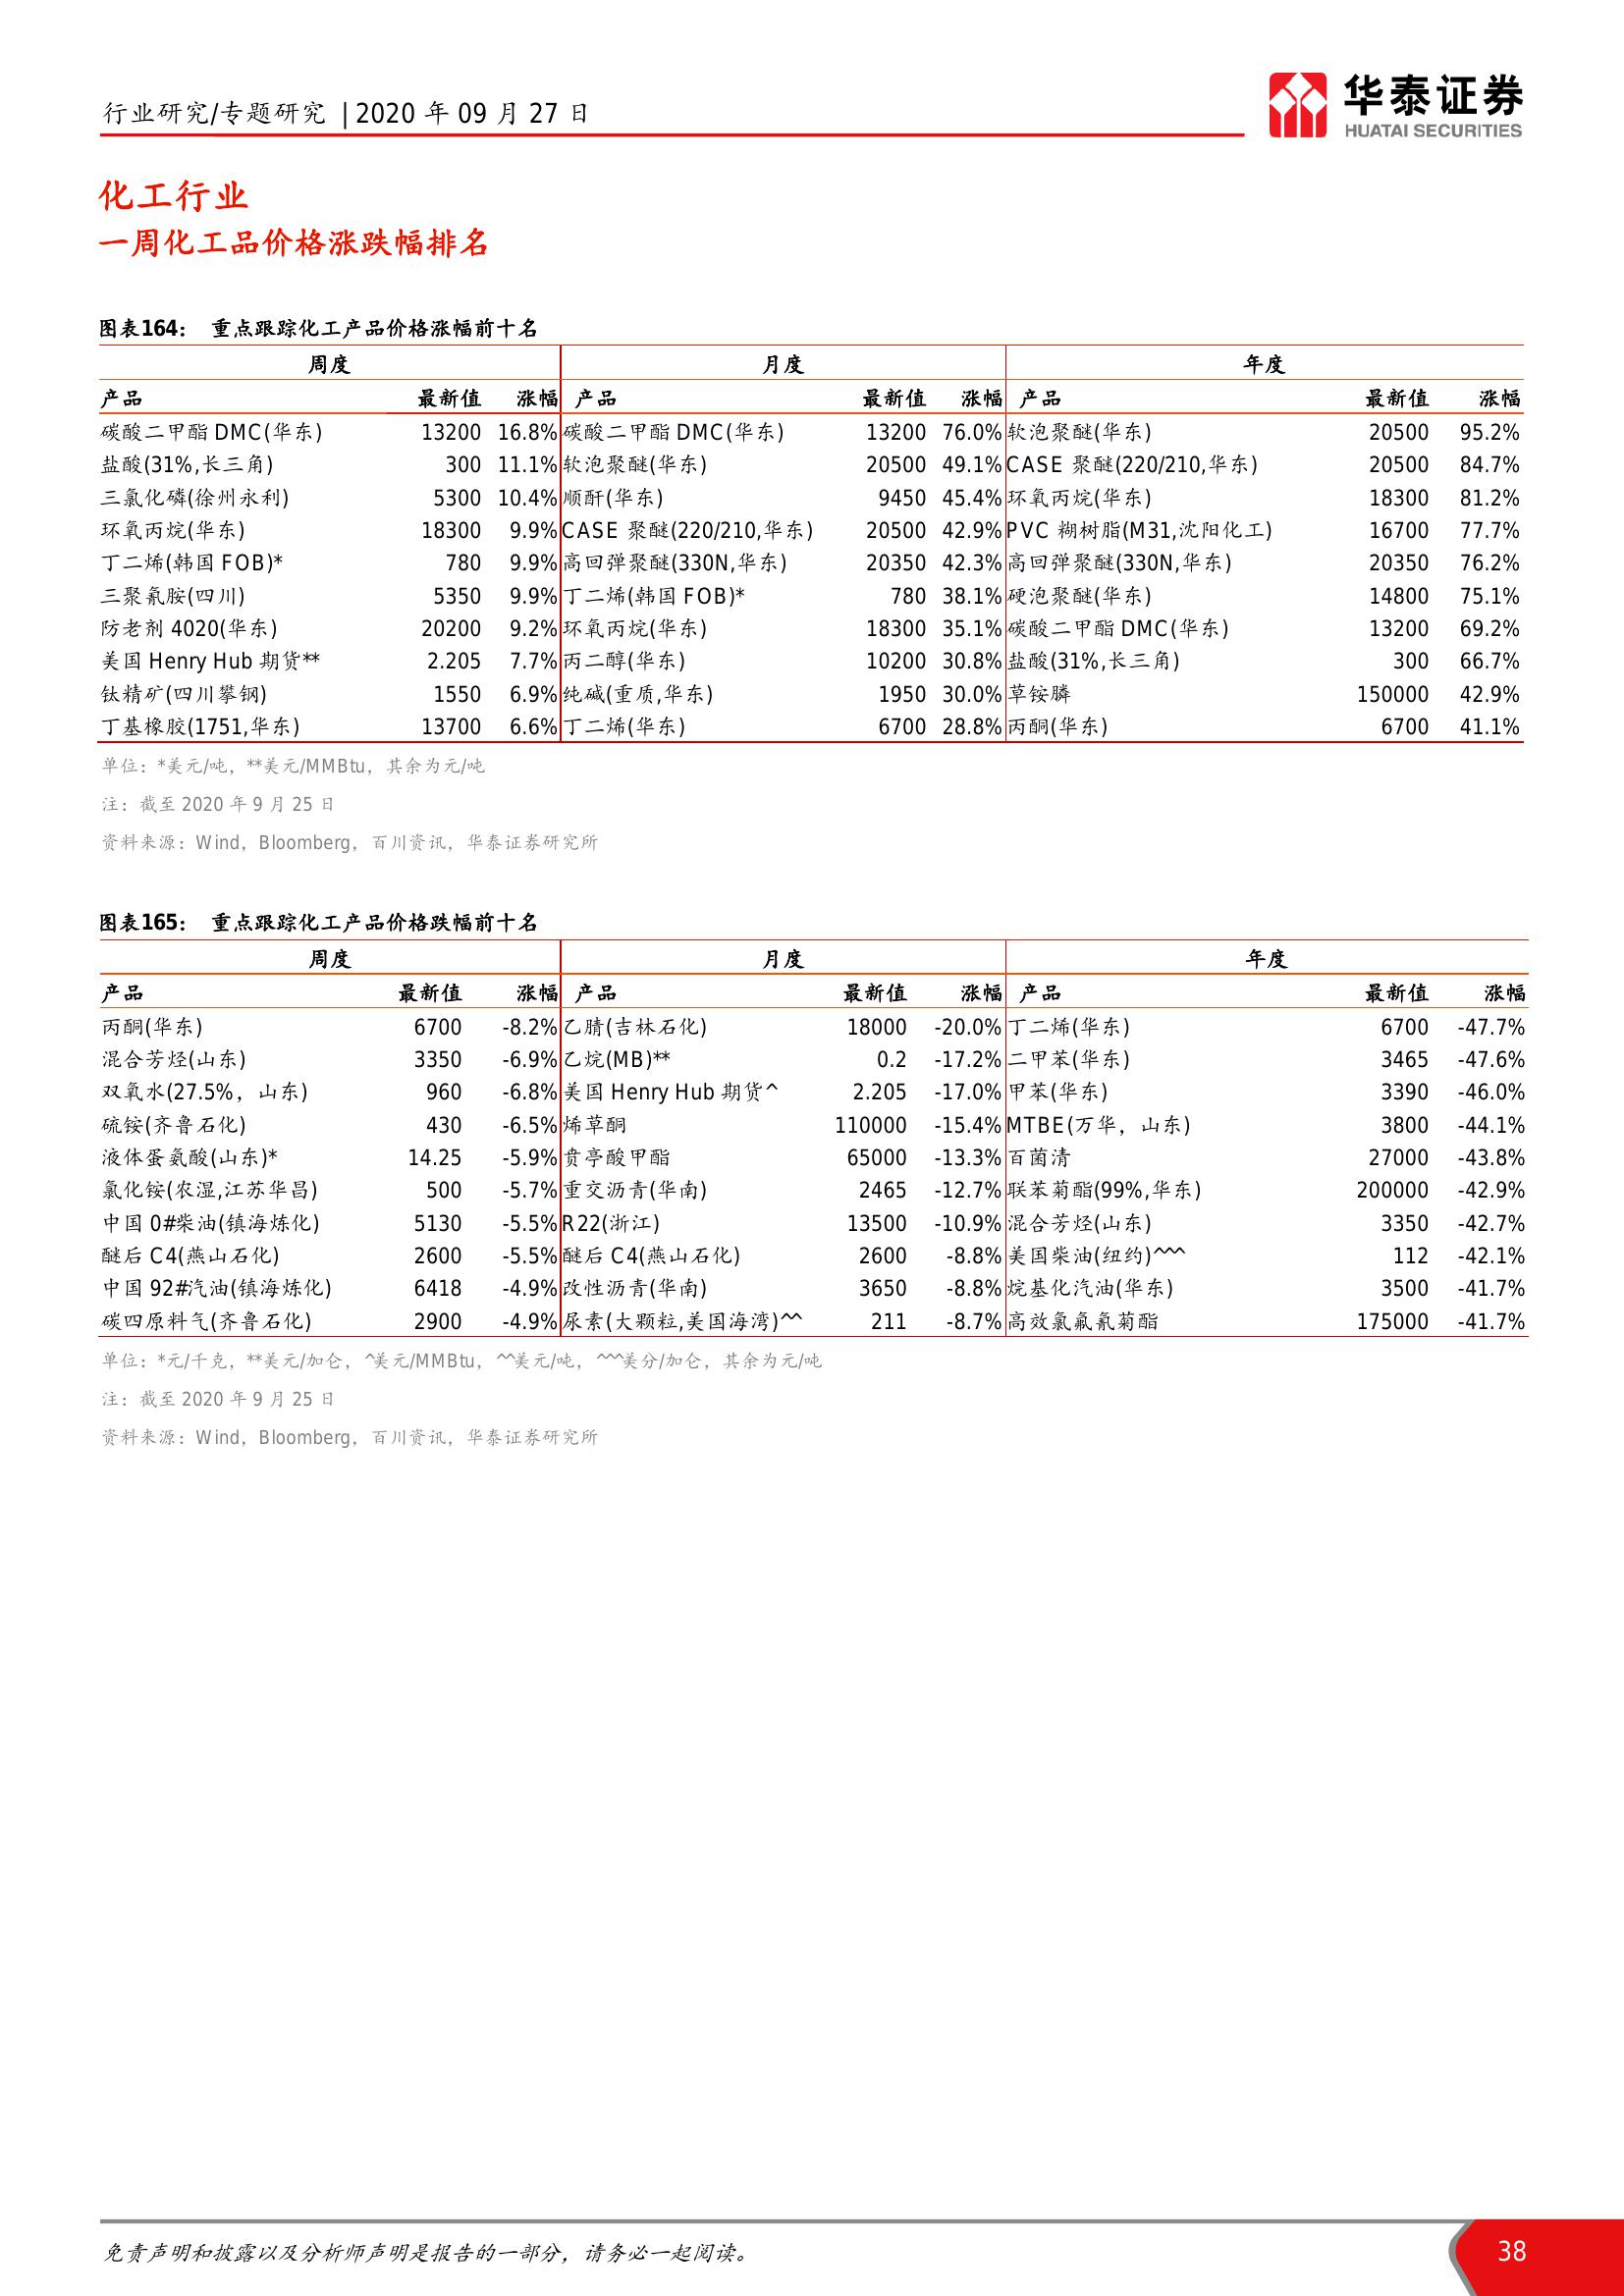 行业研究/专题研究 | 2020 年 09 月 27 日
华泰证券
HUATAI SECURITIES
化工行业
一周化工品价格涨跌幅排名
图表164： 重点跟踪化工产品价格涨幅前十名
周度 月度 年度
产品 最新值 涨幅 产品 最新值 涨幅 产品 最新值 涨幅
碳酸二甲酯 DMC(华东) 13200 16.8% 碳酸二甲酯 DMC(华东) 13200 76.0% 软泡聚醚(华东) 20500 95.2%
盐酸(31%,长三角) 300 11.1% 软泡聚醚(华东) 20500 49.1% CASE 聚醚(220/210,华东) 20500 84.7%
三氯化磷(徐州永利) 5300 10.4% 顺酐(华东) 9450 45.4% 环氧丙烷(华东) 18300 81.2%
环氧丙烷(华东) 18300 9.9% CASE 聚醚(220/210,华东) 20500 42.9% PVC 糊树脂(M31,沈阳化工) 16700 77.7%
丁二烯(韩国 FOB)* 780 9.9% 高回弹聚醚(330N,华东) 20350 42.3% 高回弹聚醚(330N,华东) 20350 76.2%
三聚氰胺(四川) 5350 9.9% 丁二烯(韩国 FOB)* 780 38.1% 硬泡聚醚(华东) 14800 75.1%
防老剂 4020(华东) 20200 9.2% 环氧丙烷(华东) 18300 35.1% 碳酸二甲酯 DMC(华东) 13200 69.2%
美国 Henry Hub 期货** 2.205 7.7% 丙二醇(华东) 10200 30.8% 盐酸(31%,长三角) 300 66.7%
钛精矿(四川攀钢) 1550 6.9% 纯碱(重质,华东) 1950 30.0% 草铵膦 150000 42.9%
丁基橡胶(1751,华东) 13700 6.6% 丁二烯(华东) 6700 28.8% 丙酮(华东) 6700 41.1%
单位：*美元/吨，**美元/MMBtu，其余为元/吨
注：截至 2020 年 9 月 25 日
资料来源：Wind，Bloomberg，百川资讯，华泰证券研究所
图表165： 重点跟踪化工产品价格跌幅前十名
周度 月度 年度
产品 最新值 涨幅 产品 最新值 涨幅 产品 最新值 涨幅
丙酮(华东) 6700 -8.2% 乙腈(吉林石化) 18000 -20.0% 丁二烯(华东) 6700 -47.7%
混合芳烃(山东) 3350 -6.9% 乙烷(MB)** 0.2 -17.2% 二甲苯(华东) 3465 -47.6%
双氧水(27.5%，山东) 960 -6.8% 美国 Henry Hub 期货^ 2.205 -17.0% 甲苯(华东) 3390 -46.0%
硫铵(齐鲁石化) 430 -6.5% 烯草酮 110000 -15.4% MTBE(万华，山东) 3800 -44.1%
液体蛋氨酸(山东)* 14.25 -5.9% 贲亭酸甲酯 65000 -13.3% 百菌清 27000 -43.8%
氯化铵(农湿,江苏华昌) 500 -5.7% 重交沥青(华南) 2465 -12.7% 联苯菊酯(99%,华东) 200000 -42.9%
中国 0#柴油(镇海炼化) 5130 -5.5% R22(浙江) 13500 -10.9% 混合芳烃(山东) 3350 -42.7%
醚后 C4(燕山石化) 2600 -5.5% 醚后 C4(燕山石化) 2600 -8.8% 美国柴油(纽约)^^^ 112 -42.1%
中国 92#汽油(镇海炼化) 6418 -4.9% 改性沥青(华南) 3650 -8.8% 烷基化汽油(华东) 3500 -41.7%
碳四原料气(齐鲁石化) 2900 -4.9% 尿素(大颗粒,美国海湾)^^ 211 -8.7% 高效氯氟氰菊酯 175000 -41.7%
单位：*元/千克，**美元/加仑，^美元/MMBtu，^^美元/吨，^^^美分/加仑，其余为元/吨
注：截至 2020 年 9 月 25 日
资料来源：Wind，Bloomberg，百川资讯，华泰证券研究所
免责声明和披露以及分析师声明是报告的一部分，请务必一起阅读。
38